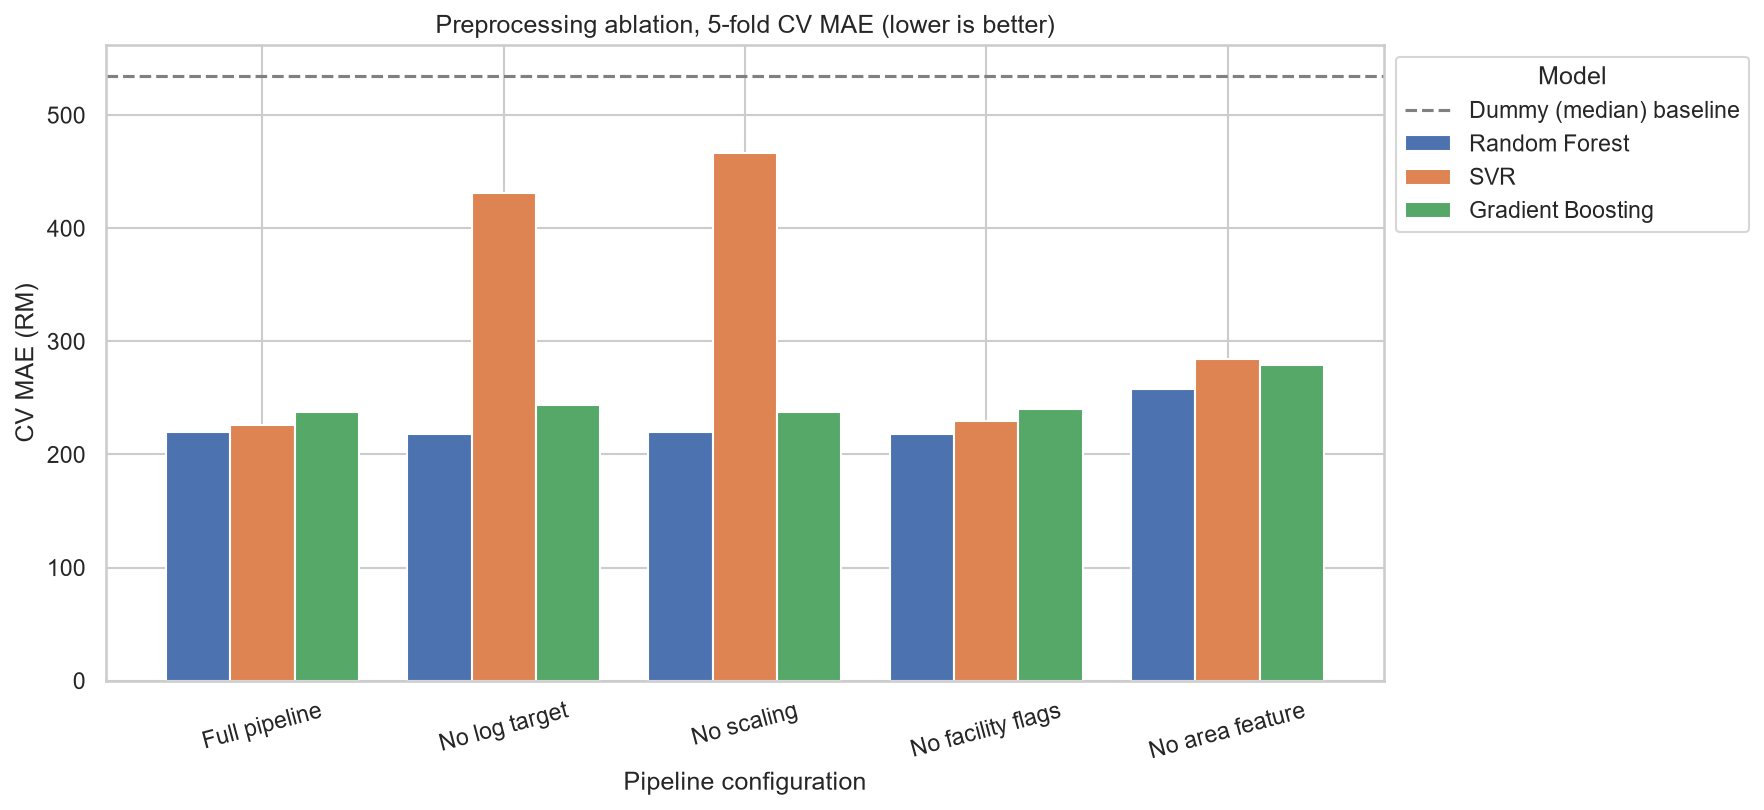 Preprocessing ablation, 5-fold CV MAE (lower is better)
Model
Dummy (median) baseline
Random Forest
SVR
Gradient Boosting
CV MAE (RM)
500
400
300
200
100
0
Full pipeline
No log target
No scaling
No facility flags
No area feature
Pipeline configuration